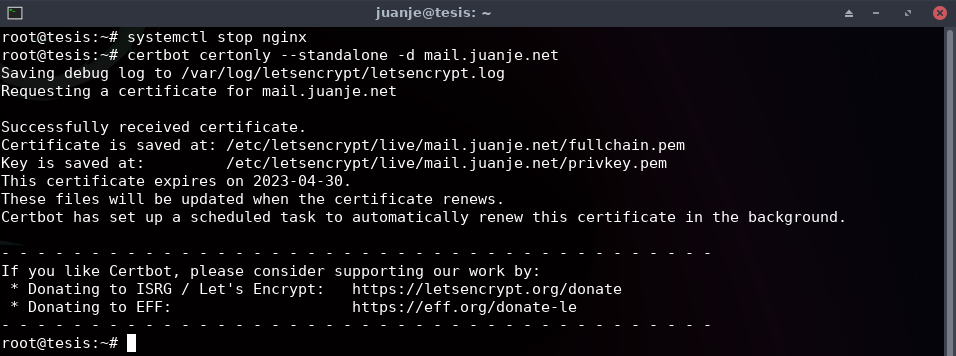 juanje@tesis: ~
root@tesis:~# systemctl stop nginx
root@tesis:~# certbot certonly --standalone -d mail.juanje.net
Saving debug log to /var/log/letsencrypt/letsencrypt.log
Requesting a certificate for mail.juanje.net

Successfully received certificate.
Certificate is saved at: /etc/letsencrypt/live/mail.juanje.net/fullchain.pem
Key is saved at:         /etc/letsencrypt/live/mail.juanje.net/privkey.pem
This certificate expires on 2023-04-30.
These files will be updated when the certificate renews.
Certbot has set up a scheduled task to automatically renew this certificate in the background.

- - - - - - - - - - - - - - - - - - - - - - - - - - - - - - - - - - - - - - - -
If you like Certbot, please consider supporting our work by:
 * Donating to ISRG / Let's Encrypt:   https://letsencrypt.org/donate
 * Donating to EFF:                    https://eff.org/donate-le
- - - - - - - - - - - - - - - - - - - - - - - - - - - - - - - - - - - - - - - -
root@tesis:~#